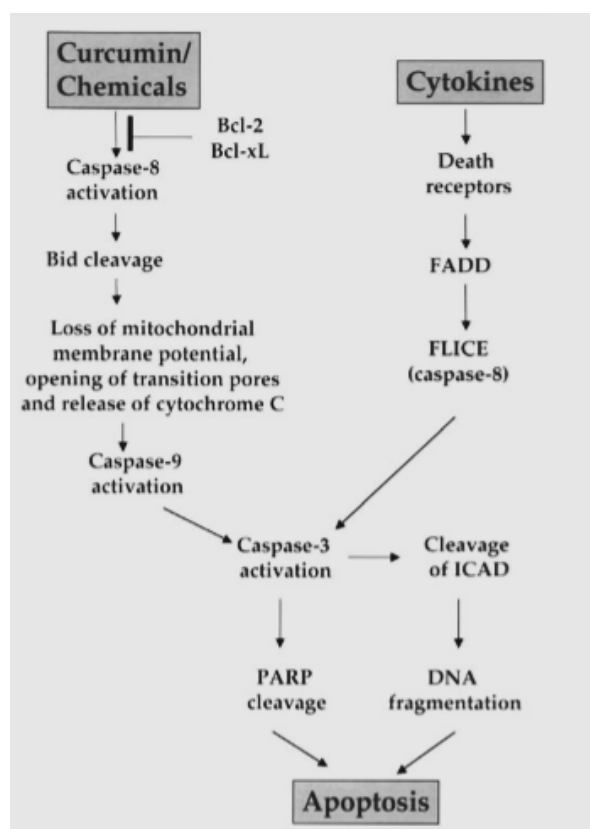 Curcumin/
Chemicals
Cytokines
Bcl-2
Bcl-xL
Caspase-8
activation
Death
receptors
Bid cleavage
FADD
Loss of mitochondrial
membrane potential,
opening of transition pores
and release of cytochrome C
FLICE
(caspase-8)
Caspase-9
activation
Caspase-3
activation
Cleavage
of ICAD
PARP
cleavage
DNA
fragmentation
Apoptosis